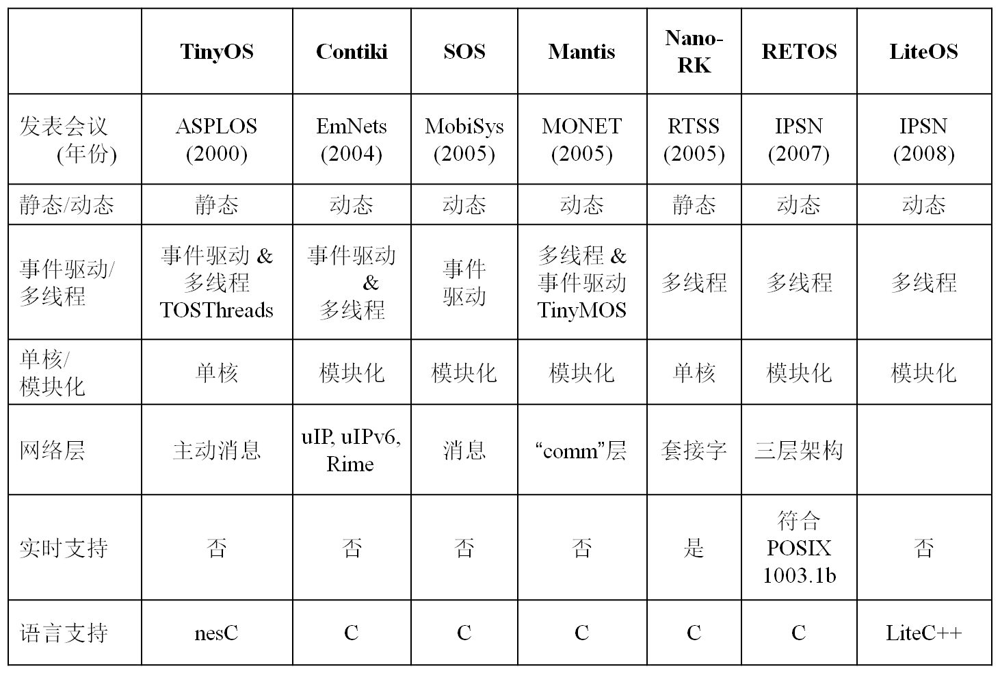 TinyOS
Contiki
SOS
Mantis
Nano-
RK
RETOS
LiteOS
发表会议
(年份)
ASPLOS
(2000)
EmNets
(2004)
MobiSys
(2005)
MONET
(2005)
RTSS
(2005)
IPSN
(2007)
IPSN
(2008)
静态/动态
静态
动态
动态
动态
静态
动态
动态
事件驱动/
多线程
事件驱动 &
多线程
TOSThreads
事件驱动
&
多线程
事件
驱动
多线程 &
事件驱动
TinyMOS
多线程
多线程
多线程
单核/
模块化
单核
模块化
模块化
模块化
单核
模块化
模块化
网络层
主动消息
uIP, uIPv6,
Rime
消息
“comm”层
套接字
三层架构
实时支持
否
否
否
否
是
符合
POSIX
1003.1b
否
语言支持
nesC
C
C
C
C
C
LiteC++